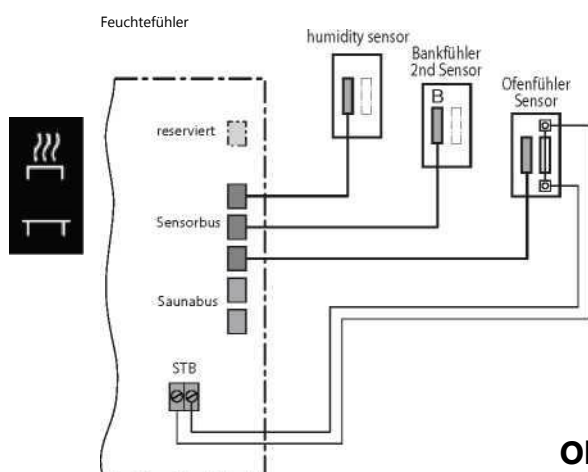 Feuchtefühler
humidity sensor
Bankfühler
2nd Sensor
B
Ofenfühler
Sensor
reserviert
Sensorbus
Saunabus
STB